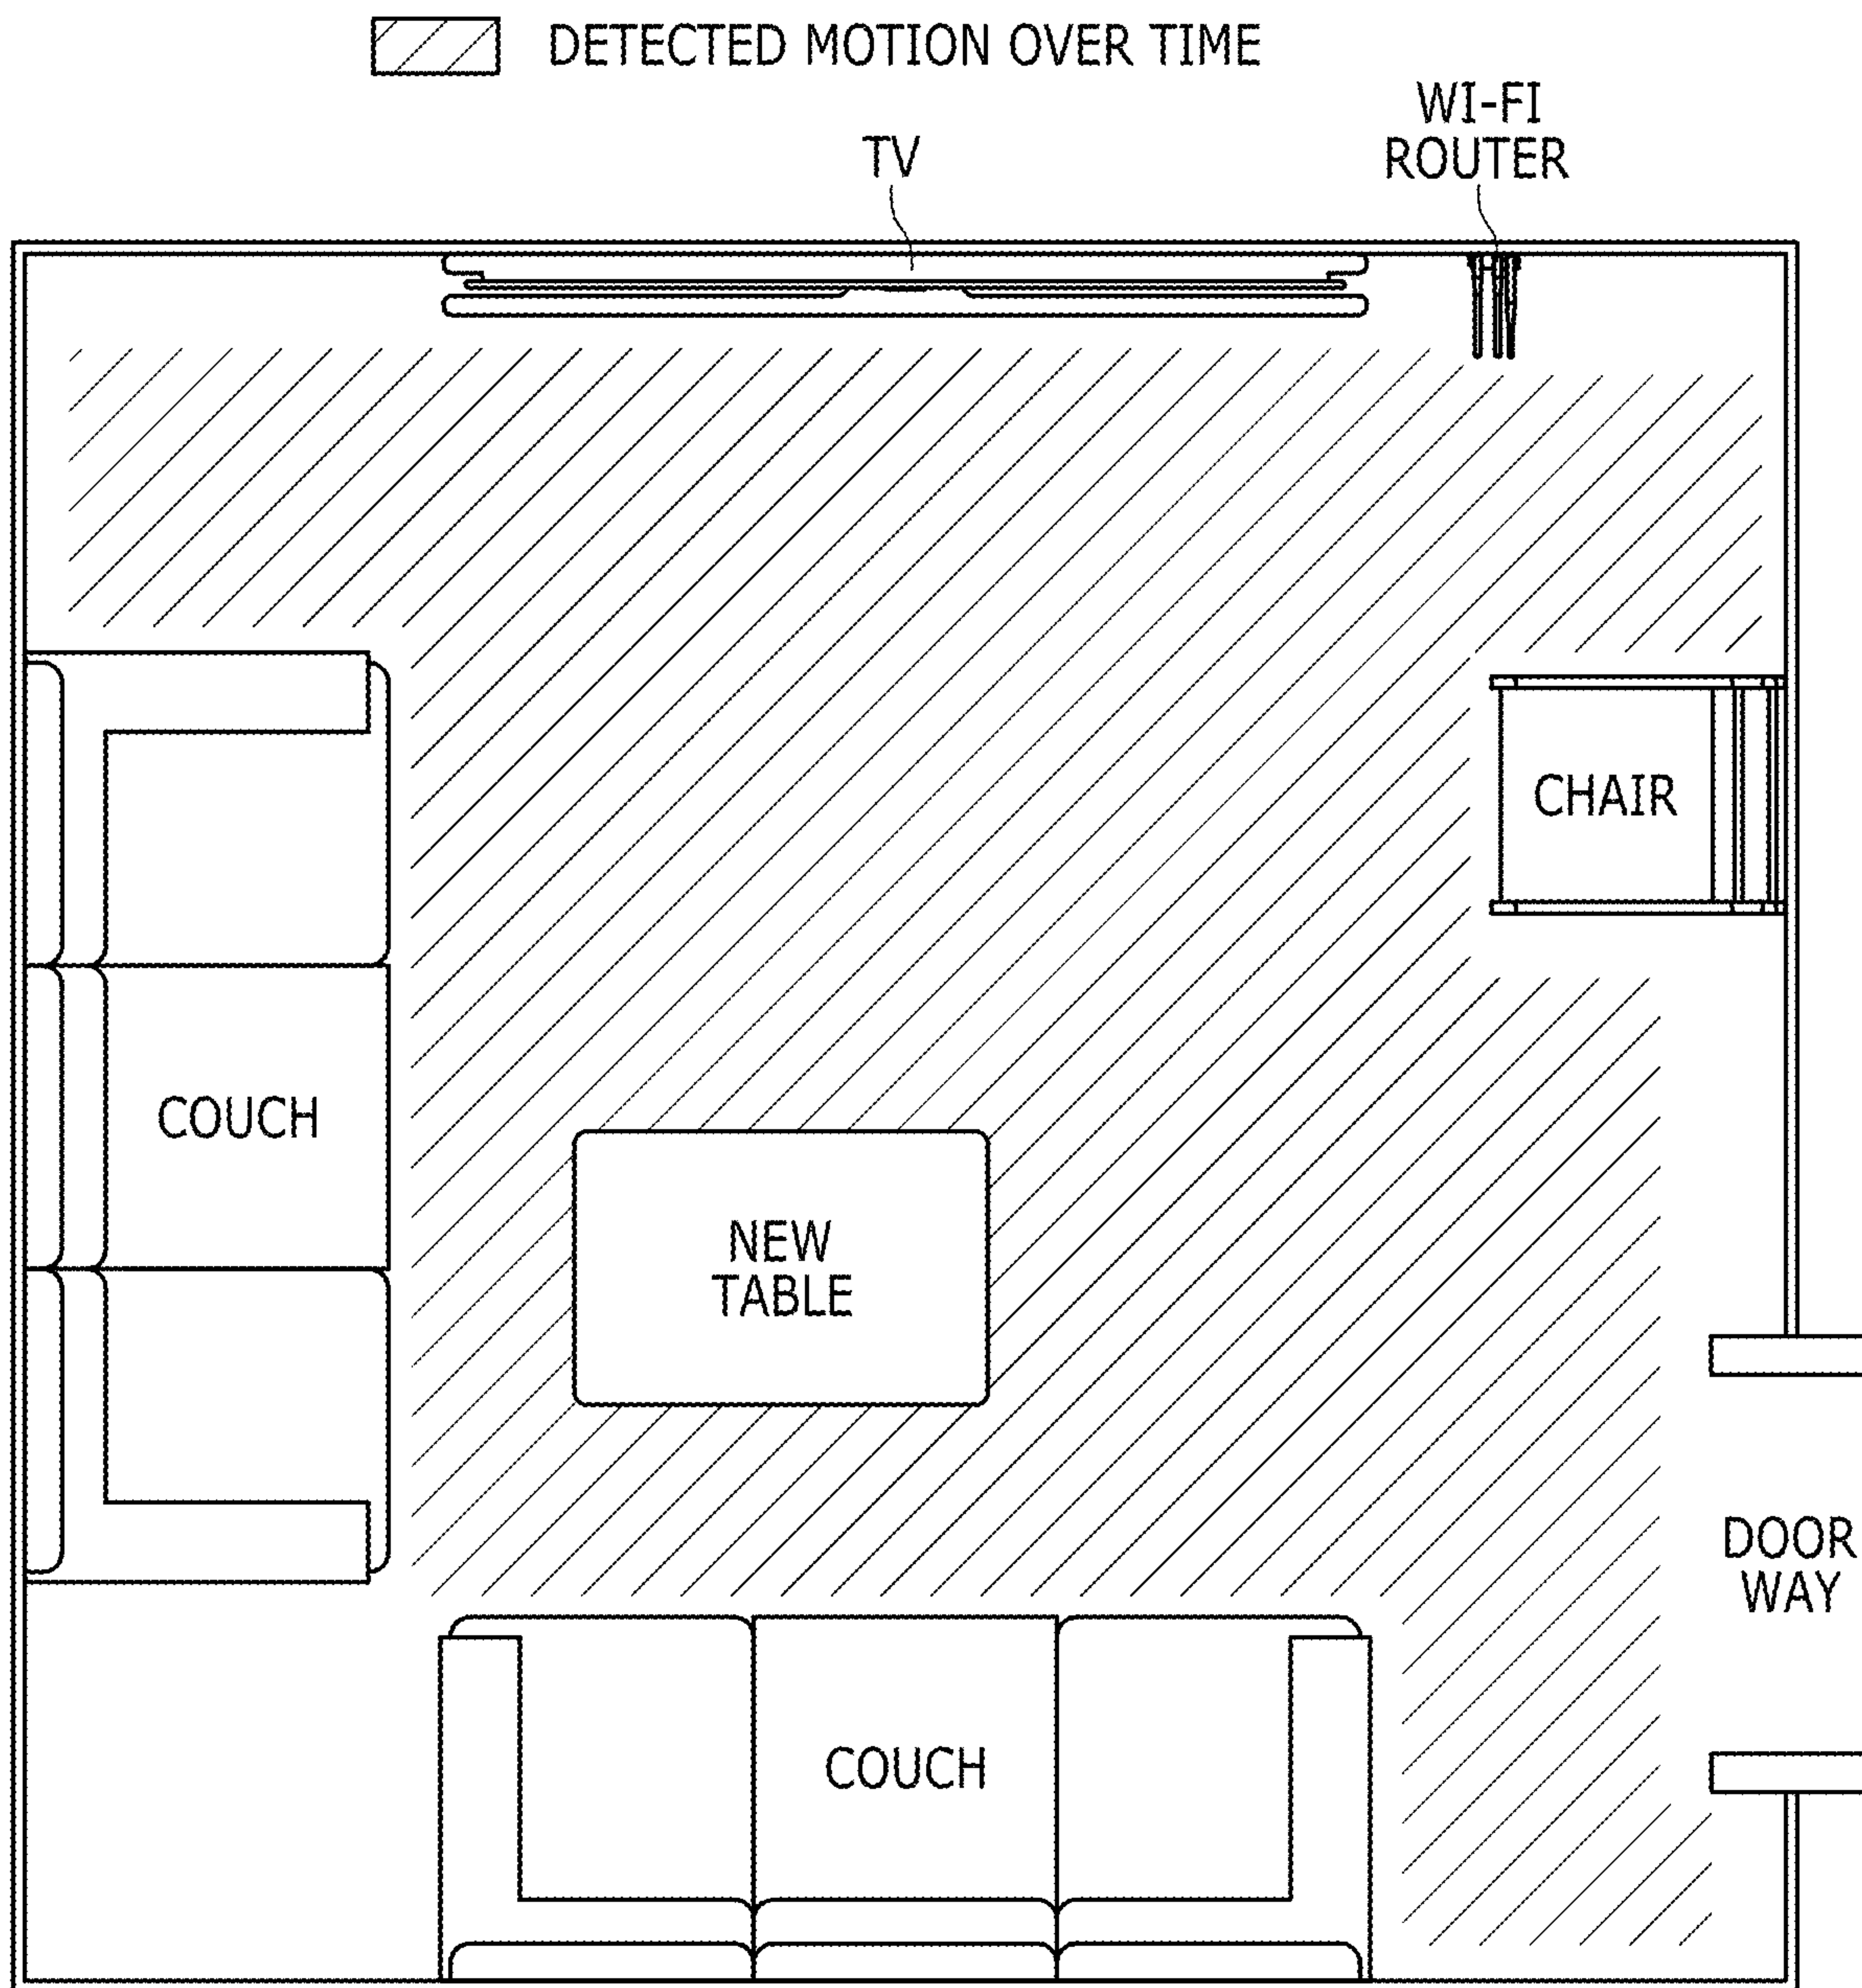 DETECTED MOTION OVER TIME
TV
WI-FI
ROUTER
CHAIR
COUCH
NEW
TABLE
DOOR
WAY
COUCH